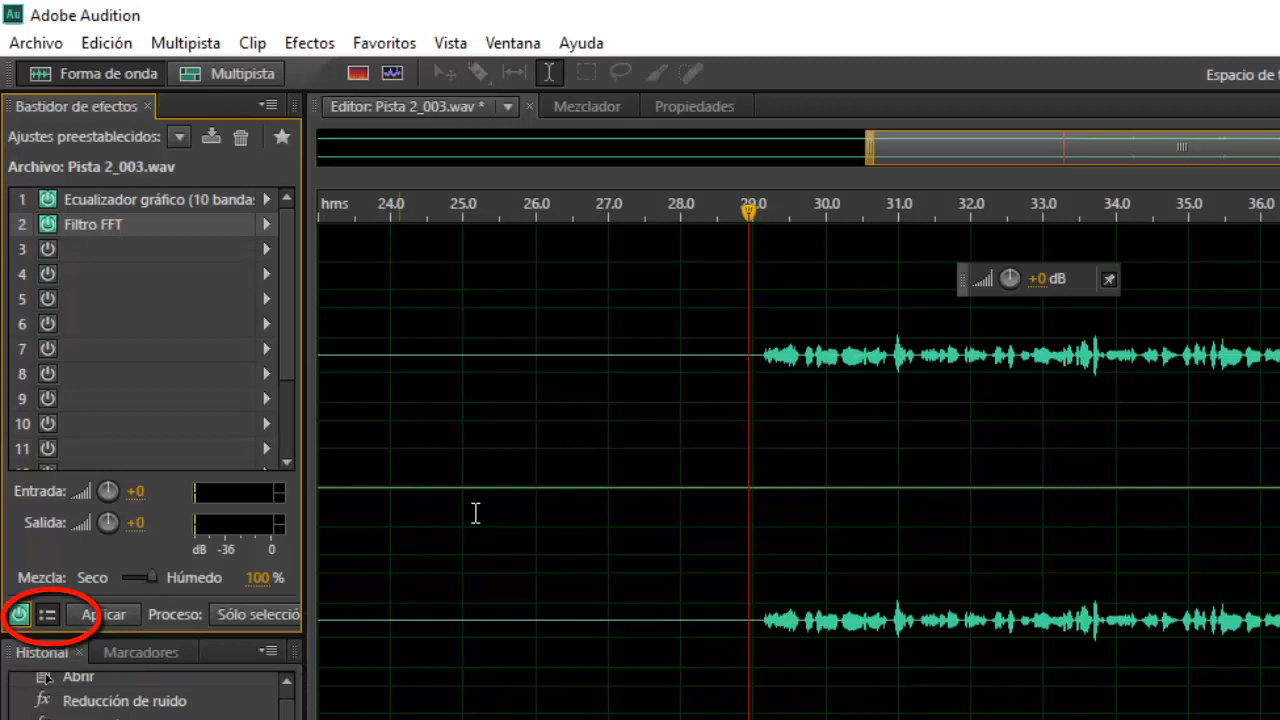 Au Adobe Audition
Archivo Edición Multipista Clip Efectos Favoritos Vista Ventana Ayuda
Forma de onda Multipista Espacio de t
Bastidor de efectos × Editor: Pista 2_003.wav * × Mezclador Propiedades
Ajustes preestablecidos:
Archivo: Pista 2_003.wav
1 Ecualizador gráfico (10 bandas
2 Filtro FFT
3
4
5
6
7
8
9
10
11
hms 24.0 25.0 26.0 27.0 28.0 29.0 30.0 31.0 32.0 33.0 34.0 35.0 36.0
+0 dB
Entrada: +0
Salida: +0
dB -36 0
Mezcla: Seco Húmedo 100 %
Aplicar Proceso: Sólo selecció
Historial × Marcadores
Abrir
fx Reducción de ruido